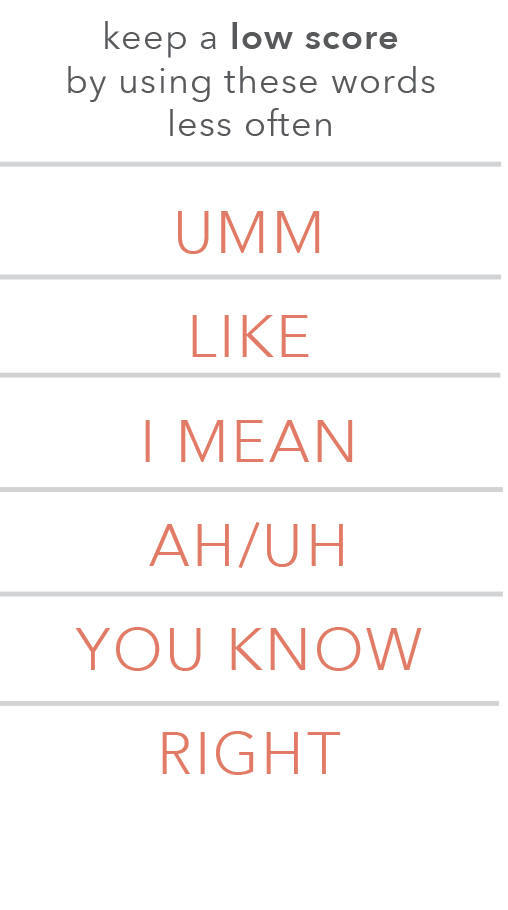 keep a low score
by using these words
less often
UMM
LIKE
I MEAN
AH/UH
YOU KNOW
RIGHT